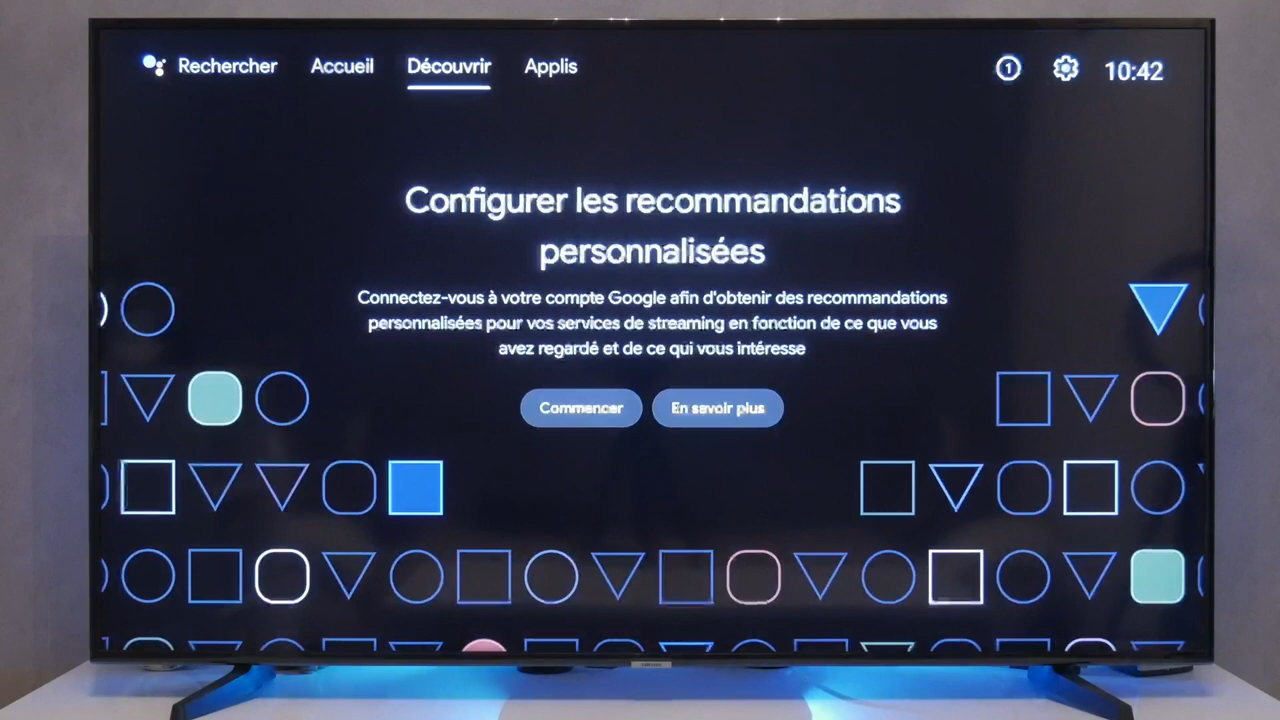 Rechercher Accueil Découvrir Applis 1 10:42
Configurer les recommandations
personnalisées
Connectez-vous à votre compte Google afin d'obtenir des recommandations
personnalisées pour vos services de streaming en fonction de ce que vous
avez regardé et de ce qui vous intéresse
Commencer En savoir plus
SAMSUNG